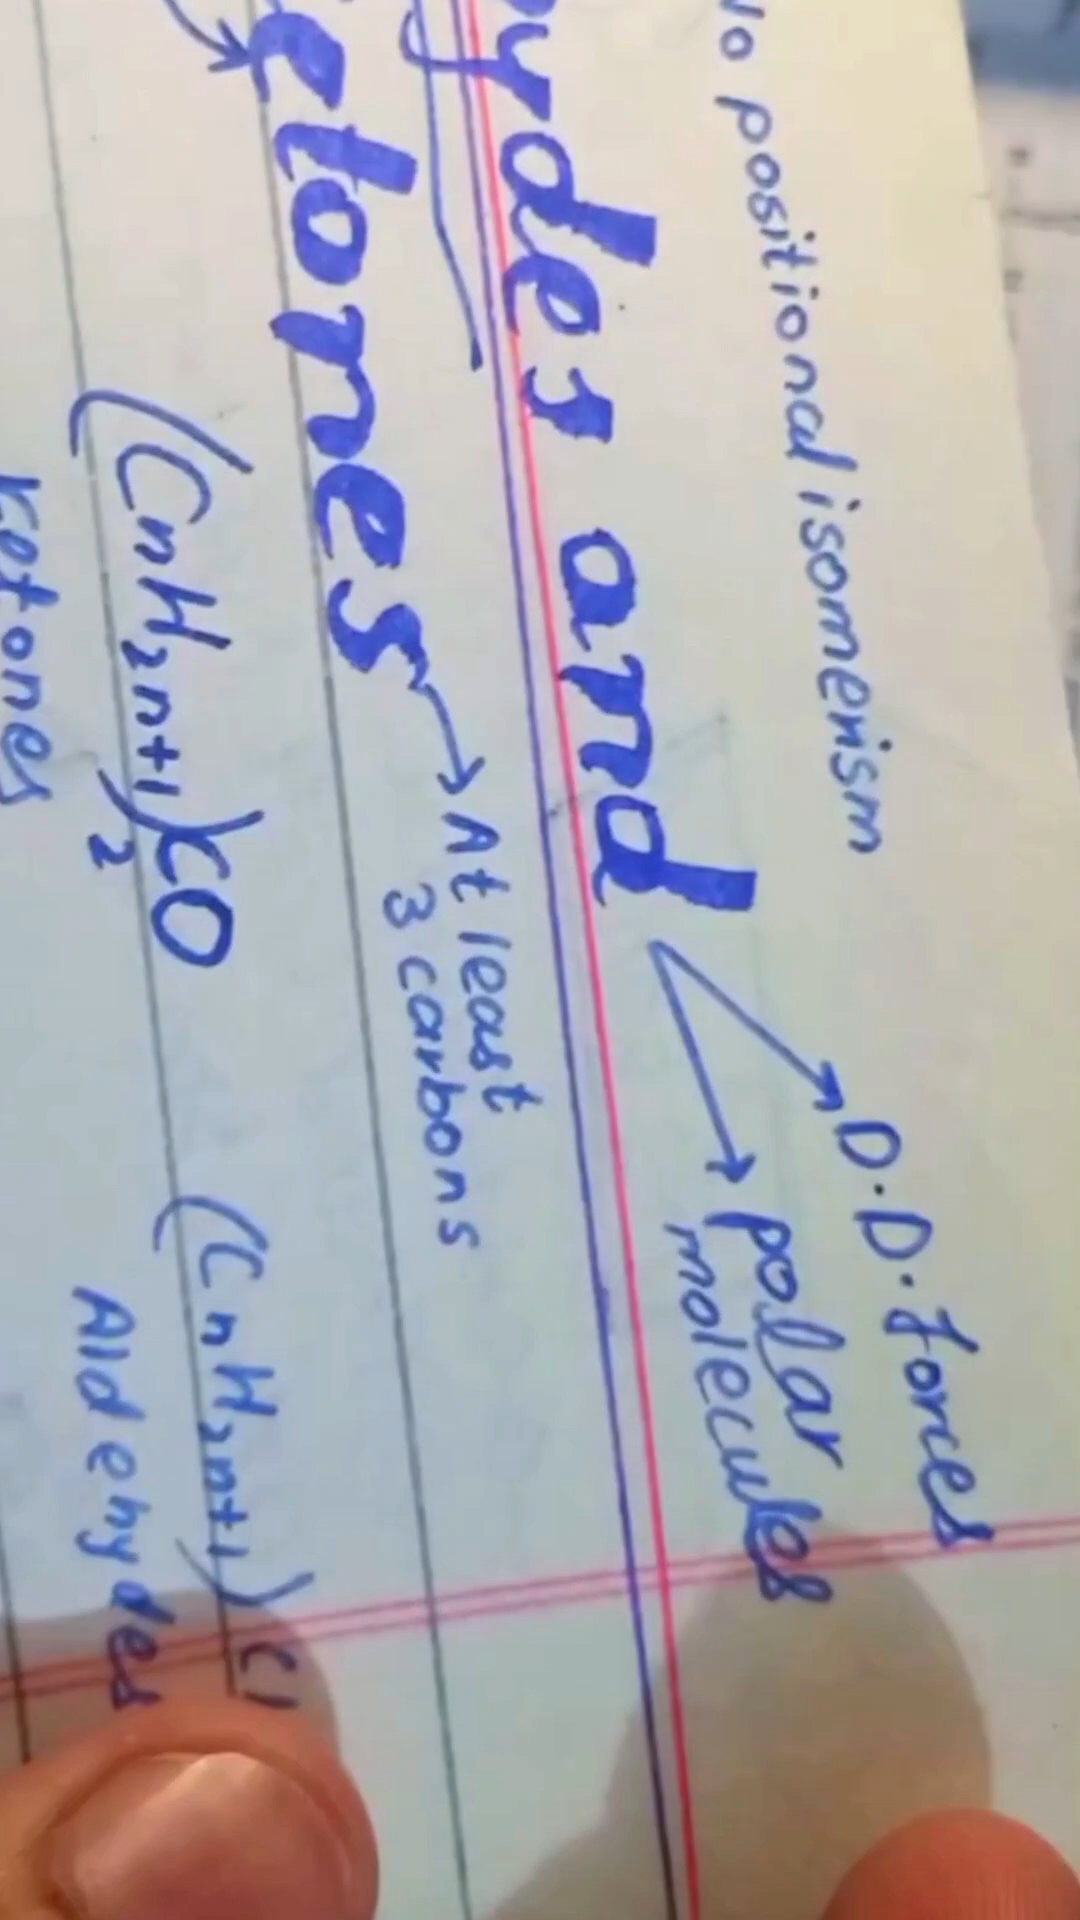 No positional isomerism
D.D. forces
polar
molecules
ydes and
etones
At least
3 carbons
(CnH2n+1)2CO
(CnH2n+1)
Ketones
Aldehydes